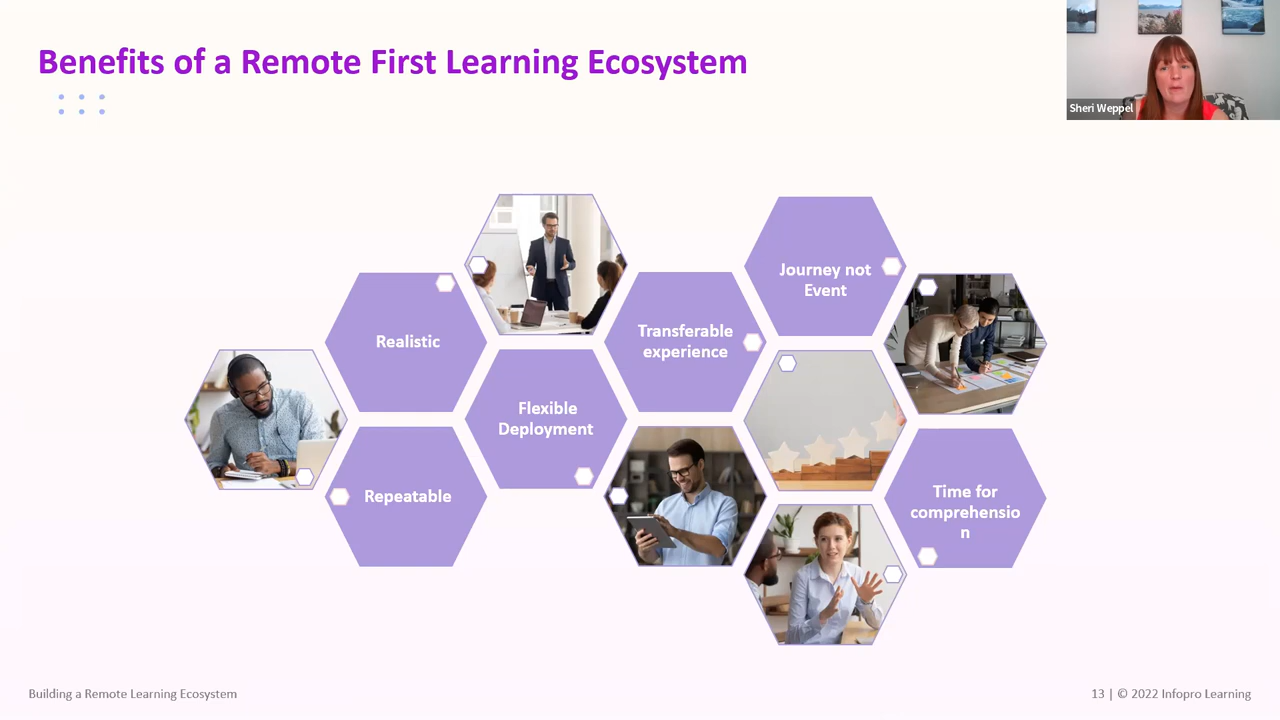 Benefits of a Remote First Learning Ecosystem
Sheri Weppel
Journey not
Event
Transferable
experience
Realistic
Flexible
Deployment
Repeatable
Time for
comprehensio
n
Building a Remote Learning Ecosystem
13 | © 2022 Infopro Learning